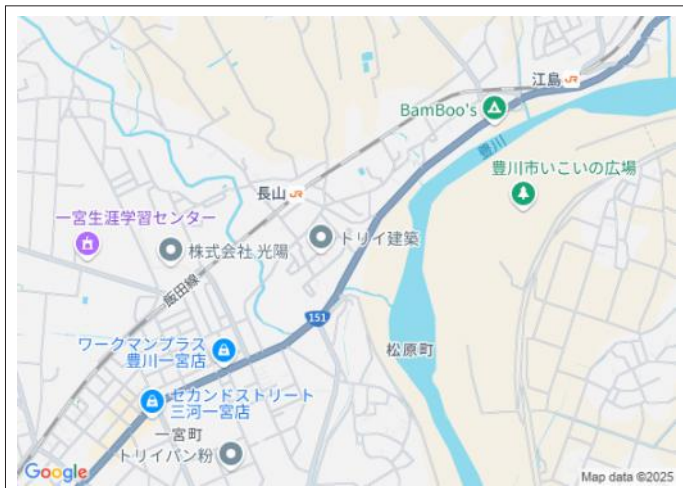 江島
JR
BamBoo's
豊川
豊川市いこいの広場
長山
JR
一宮生涯学習センター
株式会社 光陽
トリイ建築
飯田線
151
ワークマンプラス
豊川一宮店
松原町
セカンドストリート
三河一宮店
一宮町
トリイパン粉
Google
Map data ©2025